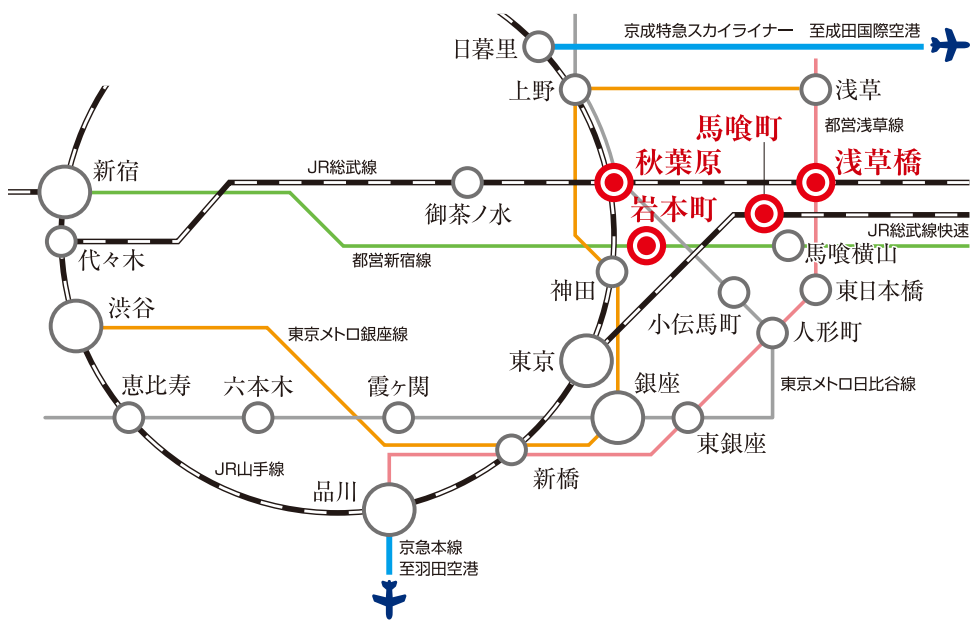 京成特急スカイライナー　至成田国際空港
日暮里
上野
浅草
都営浅草線
馬喰町
新宿
JR総武線
秋葉原
浅草橋
御茶ノ水
岩本町
JR総武線快速
代々木
都営新宿線
馬喰横山
神田
東日本橋
渋谷
小伝馬町
人形町
東京メトロ銀座線
東京
恵比寿
六本木
霞ヶ関
銀座
東京メトロ日比谷線
東銀座
JR山手線
新橋
品川
京急本線
至羽田空港